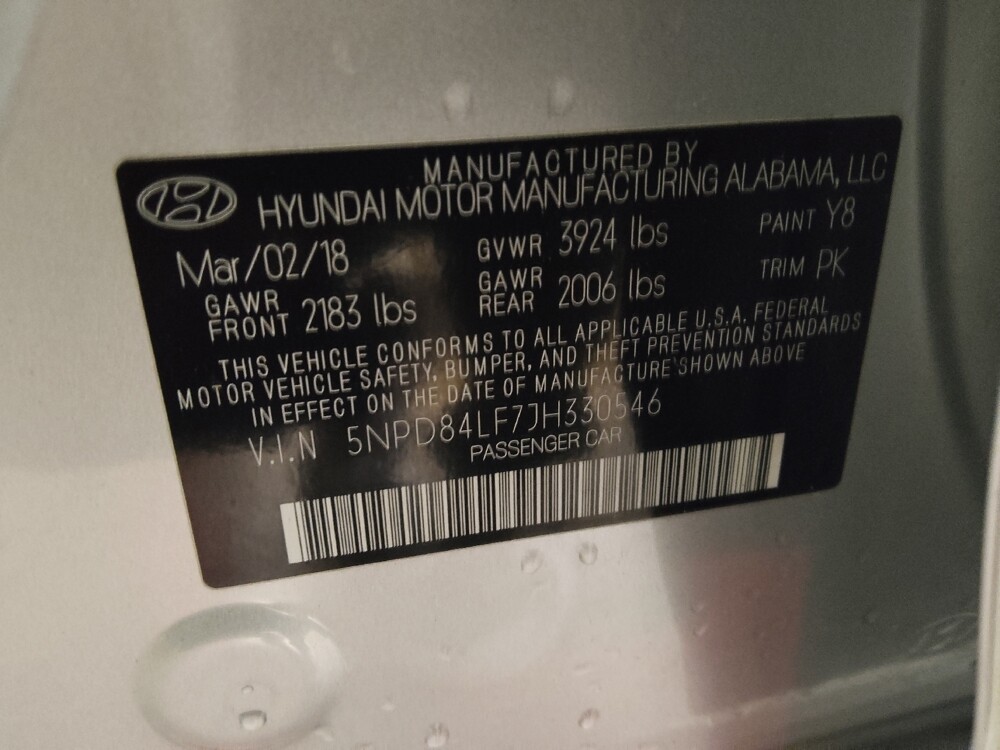 MANUFACTURED BY
HYUNDAI MOTOR MANUFACTURING ALABAMA, LLC
Mar/02/18 GVWR 3924 lbs PAINT Y8
GAWR FRONT 2183 lbs GAWR REAR 2006 lbs TRIM PK
THIS VEHICLE CONFORMS TO ALL APPLICABLE U.S.A. FEDERAL
MOTOR VEHICLE SAFETY, BUMPER, AND THEFT PREVENTION STANDARDS
IN EFFECT ON THE DATE OF MANUFACTURE SHOWN ABOVE
V.I.N 5NPD84LF7JH330546
PASSENGER CAR